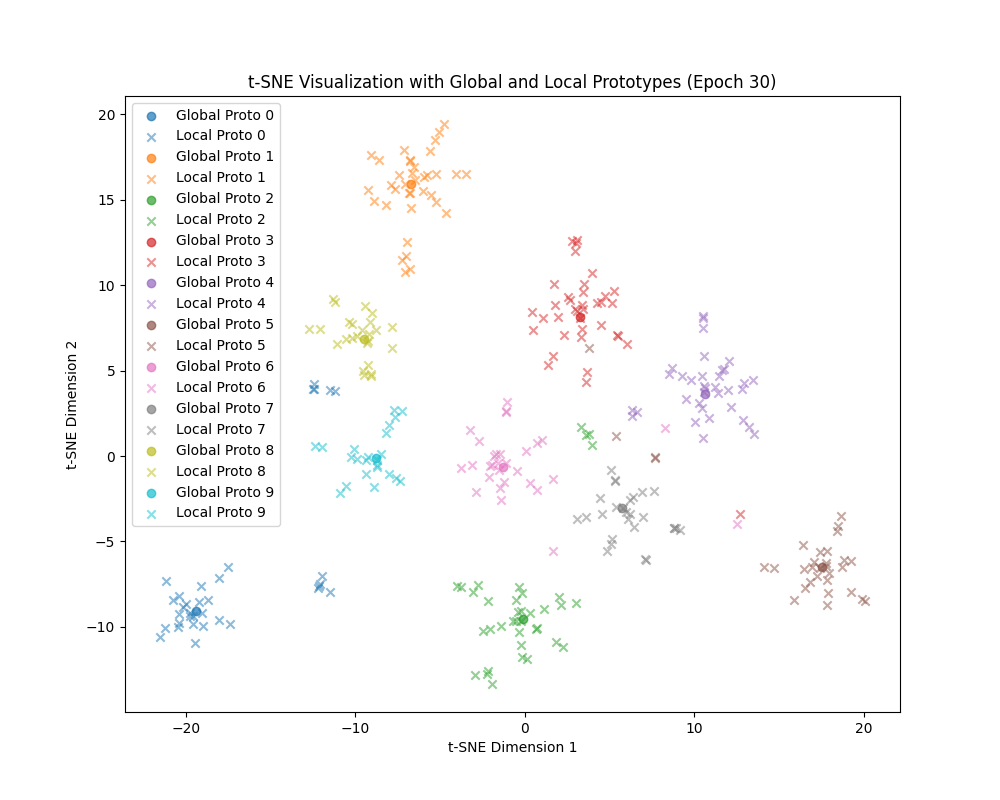 t-SNE Visualization with Global and Local Prototypes (Epoch 30)
Global Proto 0
Local Proto 0
Global Proto 1
Local Proto 1
Global Proto 2
Local Proto 2
Global Proto 3
Local Proto 3
Global Proto 4
Local Proto 4
Global Proto 5
Local Proto 5
Global Proto 6
Local Proto 6
Global Proto 7
Local Proto 7
Global Proto 8
Local Proto 8
Global Proto 9
Local Proto 9
t-SNE Dimension 2
20
15
10
5
0
−5
−10
−20
−10
0
10
20
t-SNE Dimension 1